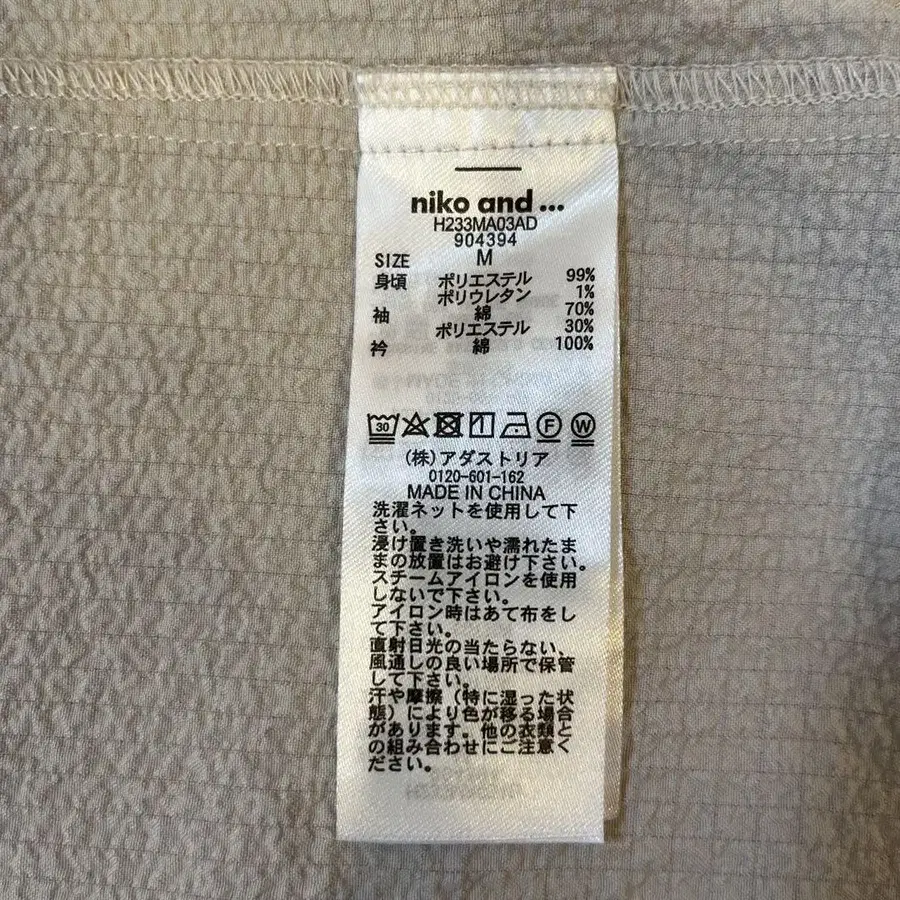 niko and ...
H233MA03AD
904394
SIZE M
身頃 ポリエステル 99%
ポリウレタン 1%
袖 綿 70%
ポリエステル 30%
衿 綿 100%
30 F W
(株)アダストリア
0120-601-162
MADE IN CHINA
洗濯ネットを使用して下
さい。
浸け置き洗いや濡れたま
まの放置はお避け下さい。
スチームアイロンを使用
しないで下さい。
アイロン時はあて布をし
て下さい。
直射日光の当たらない、
風通しの良い場所で保管
して下さい。
汗や摩擦（特に湿った状
態）により色が移る場合
があります。他の衣類と
の組み合わせにご注意く
ださい。